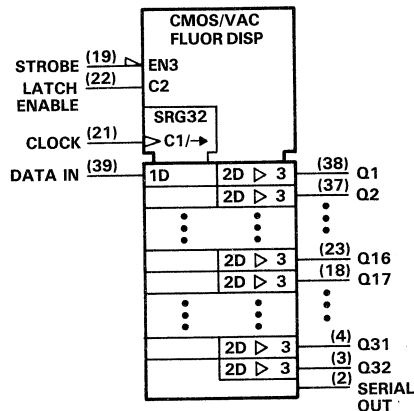 CMOS/VAC
FLUOR DISP
STROBE (19) EN3
LATCH ENABLE (22) C2
SRG32
CLOCK (21) C1/→
DATA IN (39) 1D 2D ▷ 3 (38) Q1
2D ▷ 3 (37) Q2
2D ▷ 3 (23) Q16
2D ▷ 3 (18) Q17
2D ▷ 3 (4) Q31
2D ▷ 3 (3) Q32
(2) SERIAL
OUT